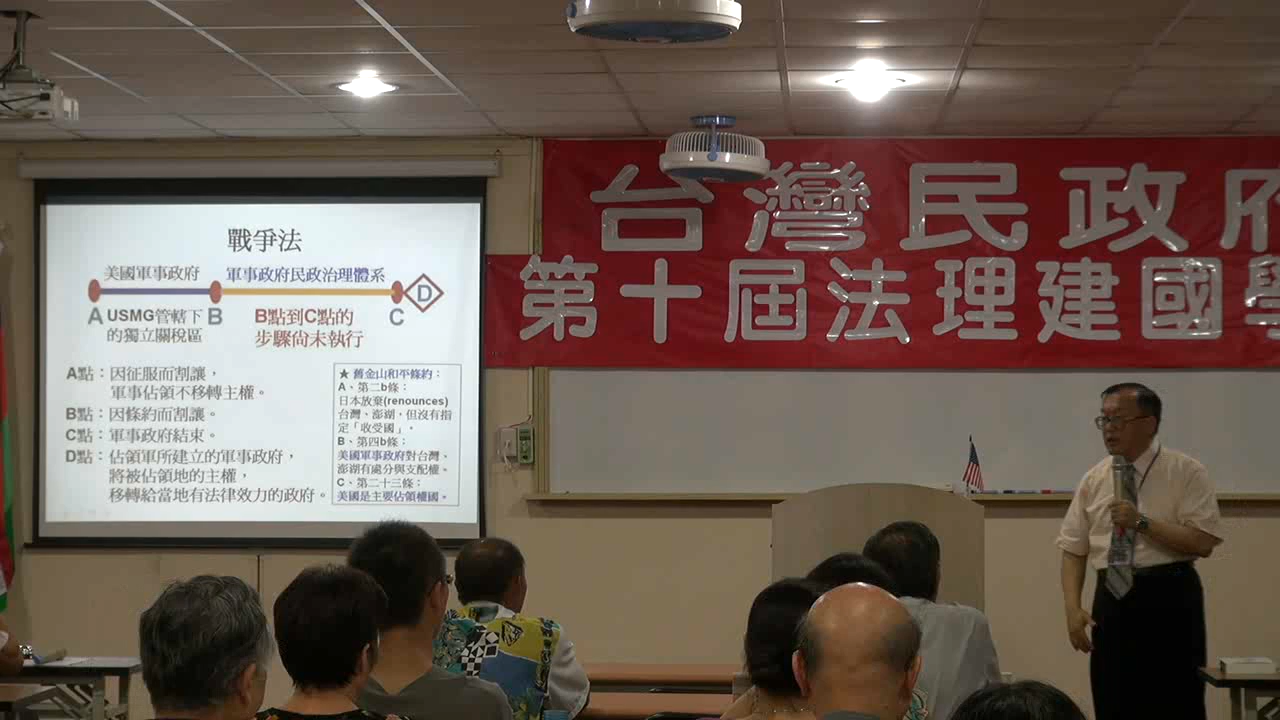 台灣民政府
第十屆法理建國學
戰爭法
美國軍事政府 軍事政府民政治理體系
D
A USMG管轄下 B B點到C點的 C
的獨立關稅區 步驟尚未執行
A點：因征服而割讓，
軍事佔領不移轉主權。
B點：因條約而割讓。
C點：軍事政府結束。
D點：佔領軍所建立的軍事政府，
將被佔領地的主權，
移轉給當地有法律效力的政府。
★ 舊金山和平條約：
A、第二b條：
日本放棄(renounces)
台灣、澎湖，但沒有指
定「收受國」。
B、第四b條：
美國軍事政府對台灣、
澎湖有處分與支配權。
C、第二十三條：
美國是主要佔領權國。